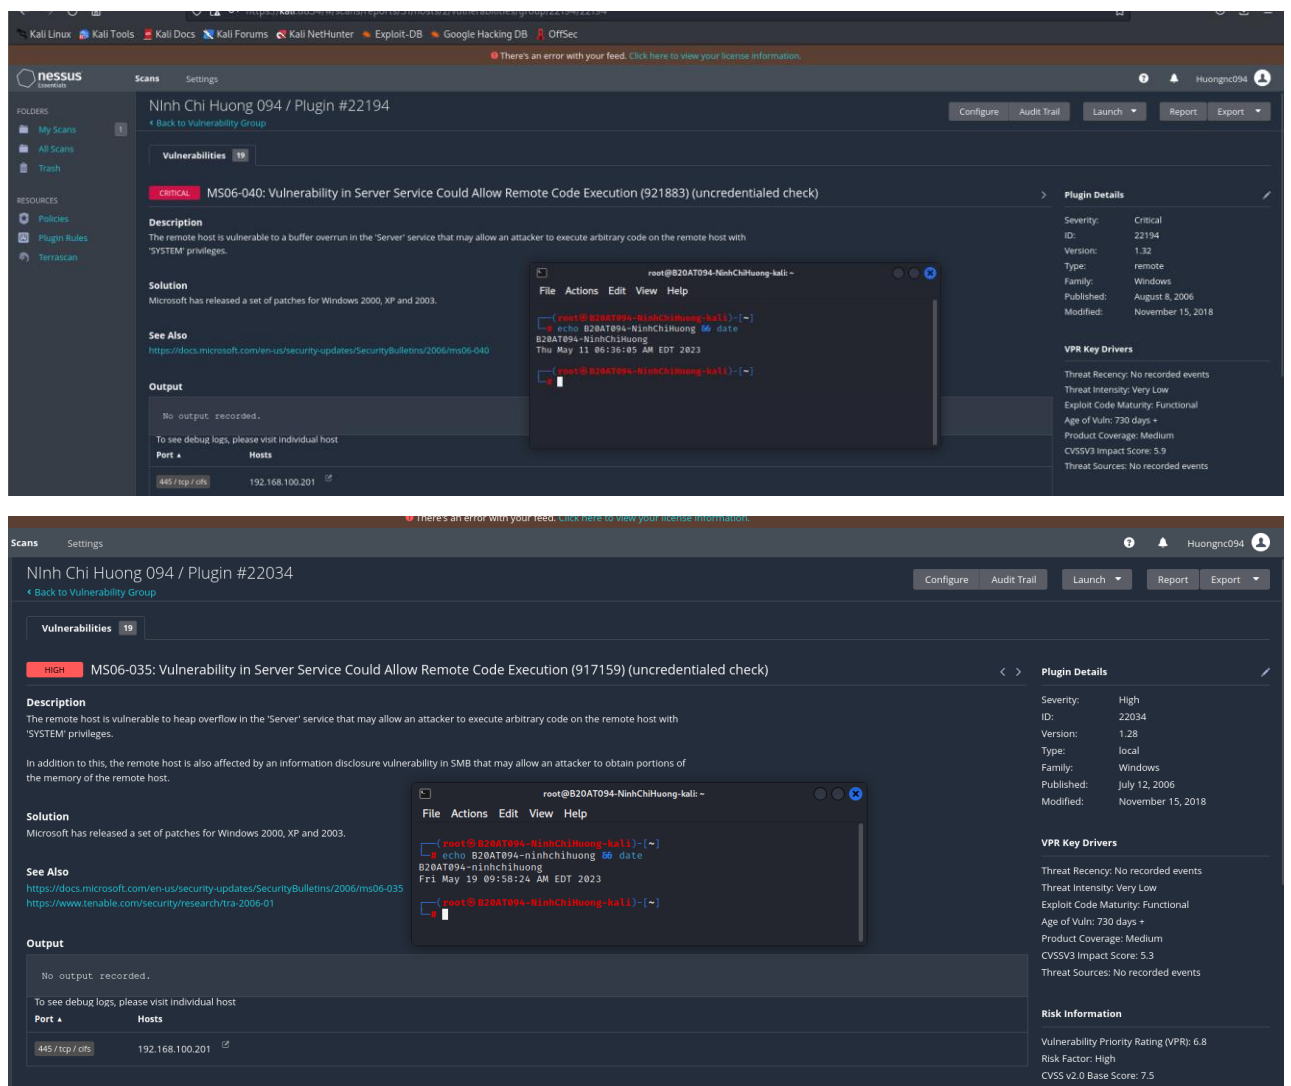 Kali Linux Kali Tools Kali Docs Kali Forums Kali NetHunter Exploit-DB Google Hacking DB OffSec
There's an error with your feed. Click here to view your license information.
nessus
Essentials
Scans Settings
Huongnc094
FOLDERS
My Scans 1
All Scans
Trash
RESOURCES
Policies
Plugin Rules
Terrascan
NInh Chi Huong 094 / Plugin #22194
Back to Vulnerability Group
Configure Audit Trail Launch Report Export
Vulnerabilities 19
CRITICAL MS06-040: Vulnerability in Server Service Could Allow Remote Code Execution (921883) (uncredentialed check)
Description
The remote host is vulnerable to a buffer overrun in the 'Server' service that may allow an attacker to execute arbitrary code on the remote host with
'SYSTEM' privileges.
Solution
Microsoft has released a set of patches for Windows 2000, XP and 2003.
See Also
https://docs.microsoft.com/en-us/security-updates/SecurityBulletins/2006/ms06-040
Output
No output recorded.
To see debug logs, please visit individual host
Port Hosts
445 / tcp / cifs 192.168.100.201
root@B20AT094-NinhChiHuong-kali: ~
File Actions Edit View Help
(root㉿B20AT094-NinhChiHuong-kali)-[~]
# echo B20AT094-NinhChiHuong && date
B20AT094-NinhChiHuong
Thu May 11 06:36:05 AM EDT 2023
(root㉿B20AT094-NinhChiHuong-kali)-[~]
#
Plugin Details
Severity: Critical
ID: 22194
Version: 1.32
Type: remote
Family: Windows
Published: August 8, 2006
Modified: November 15, 2018
VPR Key Drivers
Threat Recency: No recorded events
Threat Intensity: Very Low
Exploit Code Maturity: Functional
Age of Vuln: 730 days +
Product Coverage: Medium
CVSSV3 Impact Score: 5.9
Threat Sources: No recorded events
There's an error with your feed. Click here to view your license information.
Scans Settings
Huongnc094
NInh Chi Huong 094 / Plugin #22034
Back to Vulnerability Group
Configure Audit Trail Launch Report Export
Vulnerabilities 19
HIGH MS06-035: Vulnerability in Server Service Could Allow Remote Code Execution (917159) (uncredentialed check)
Description
The remote host is vulnerable to heap overflow in the 'Server' service that may allow an attacker to execute arbitrary code on the remote host with
'SYSTEM' privileges.
In addition to this, the remote host is also affected by an information disclosure vulnerability in SMB that may allow an attacker to obtain portions of
the memory of the remote host.
Solution
Microsoft has released a set of patches for Windows 2000, XP and 2003.
See Also
https://docs.microsoft.com/en-us/security-updates/SecurityBulletins/2006/ms06-035
https://www.tenable.com/security/research/tra-2006-01
Output
No output recorded.
To see debug logs, please visit individual host
Port Hosts
445 / tcp / cifs 192.168.100.201
root@B20AT094-NinhChiHuong-kali: ~
File Actions Edit View Help
(root㉿B20AT094-NinhChiHuong-kali)-[~]
# echo B20AT094-ninhchihuong && date
B20AT094-ninhchihuong
Fri May 19 09:58:24 AM EDT 2023
(root㉿B20AT094-NinhChiHuong-kali)-[~]
#
Plugin Details
Severity: High
ID: 22034
Version: 1.28
Type: local
Family: Windows
Published: July 12, 2006
Modified: November 15, 2018
VPR Key Drivers
Threat Recency: No recorded events
Threat Intensity: Very Low
Exploit Code Maturity: Functional
Age of Vuln: 730 days +
Product Coverage: Medium
CVSSV3 Impact Score: 5.3
Threat Sources: No recorded events
Risk Information
Vulnerability Priority Rating (VPR): 6.8
Risk Factor: High
CVSS v2.0 Base Score: 7.5